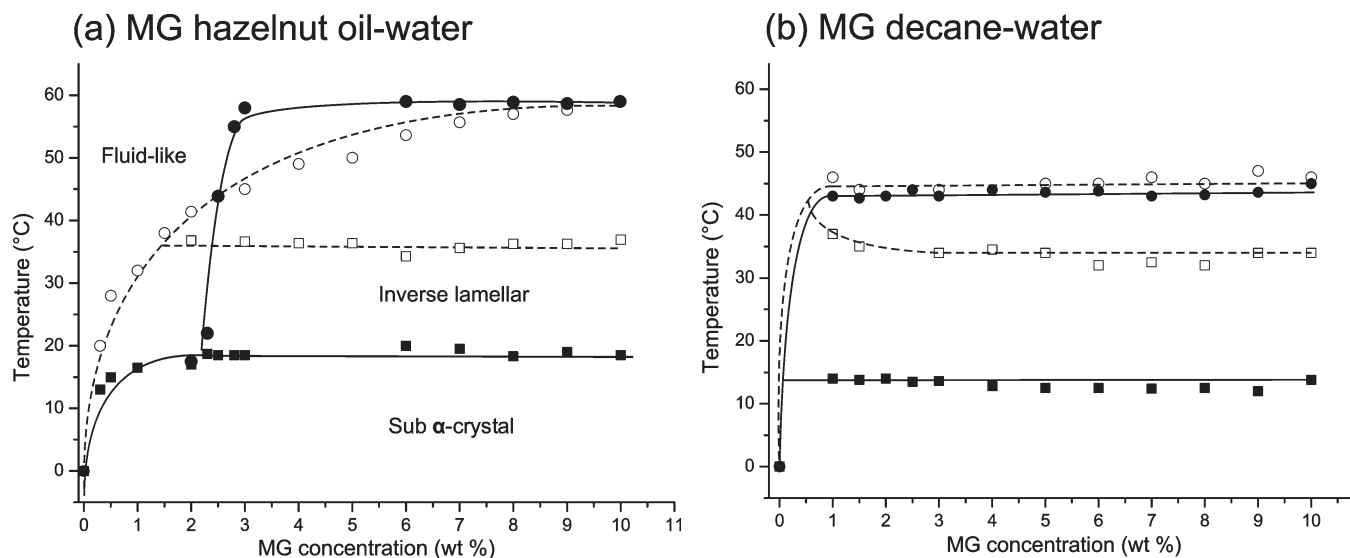 (a) MG hazelnut oil-water
60
50
40
30
20
10
0
Temperature (°C)
Fluid-like
Inverse lamellar
Sub α-crystal
0 1 2 3 4 5 6 7 8 9 10 11
MG concentration (wt %)
(b) MG decane-water
60
50
40
30
20
10
0
Temperature (°C)
0 1 2 3 4 5 6 7 8 9 10
MG concentration (wt %)